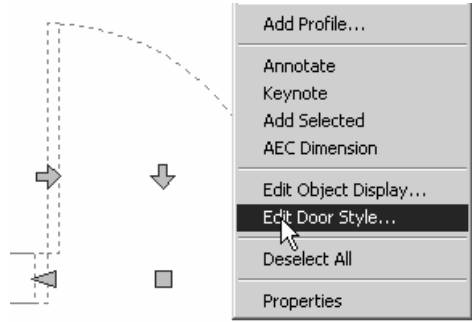 Add Profile...
Annotate
Keynote
Add Selected
AEC Dimension
Edit Object Display...
Edit Door Style...
Deselect All
Properties